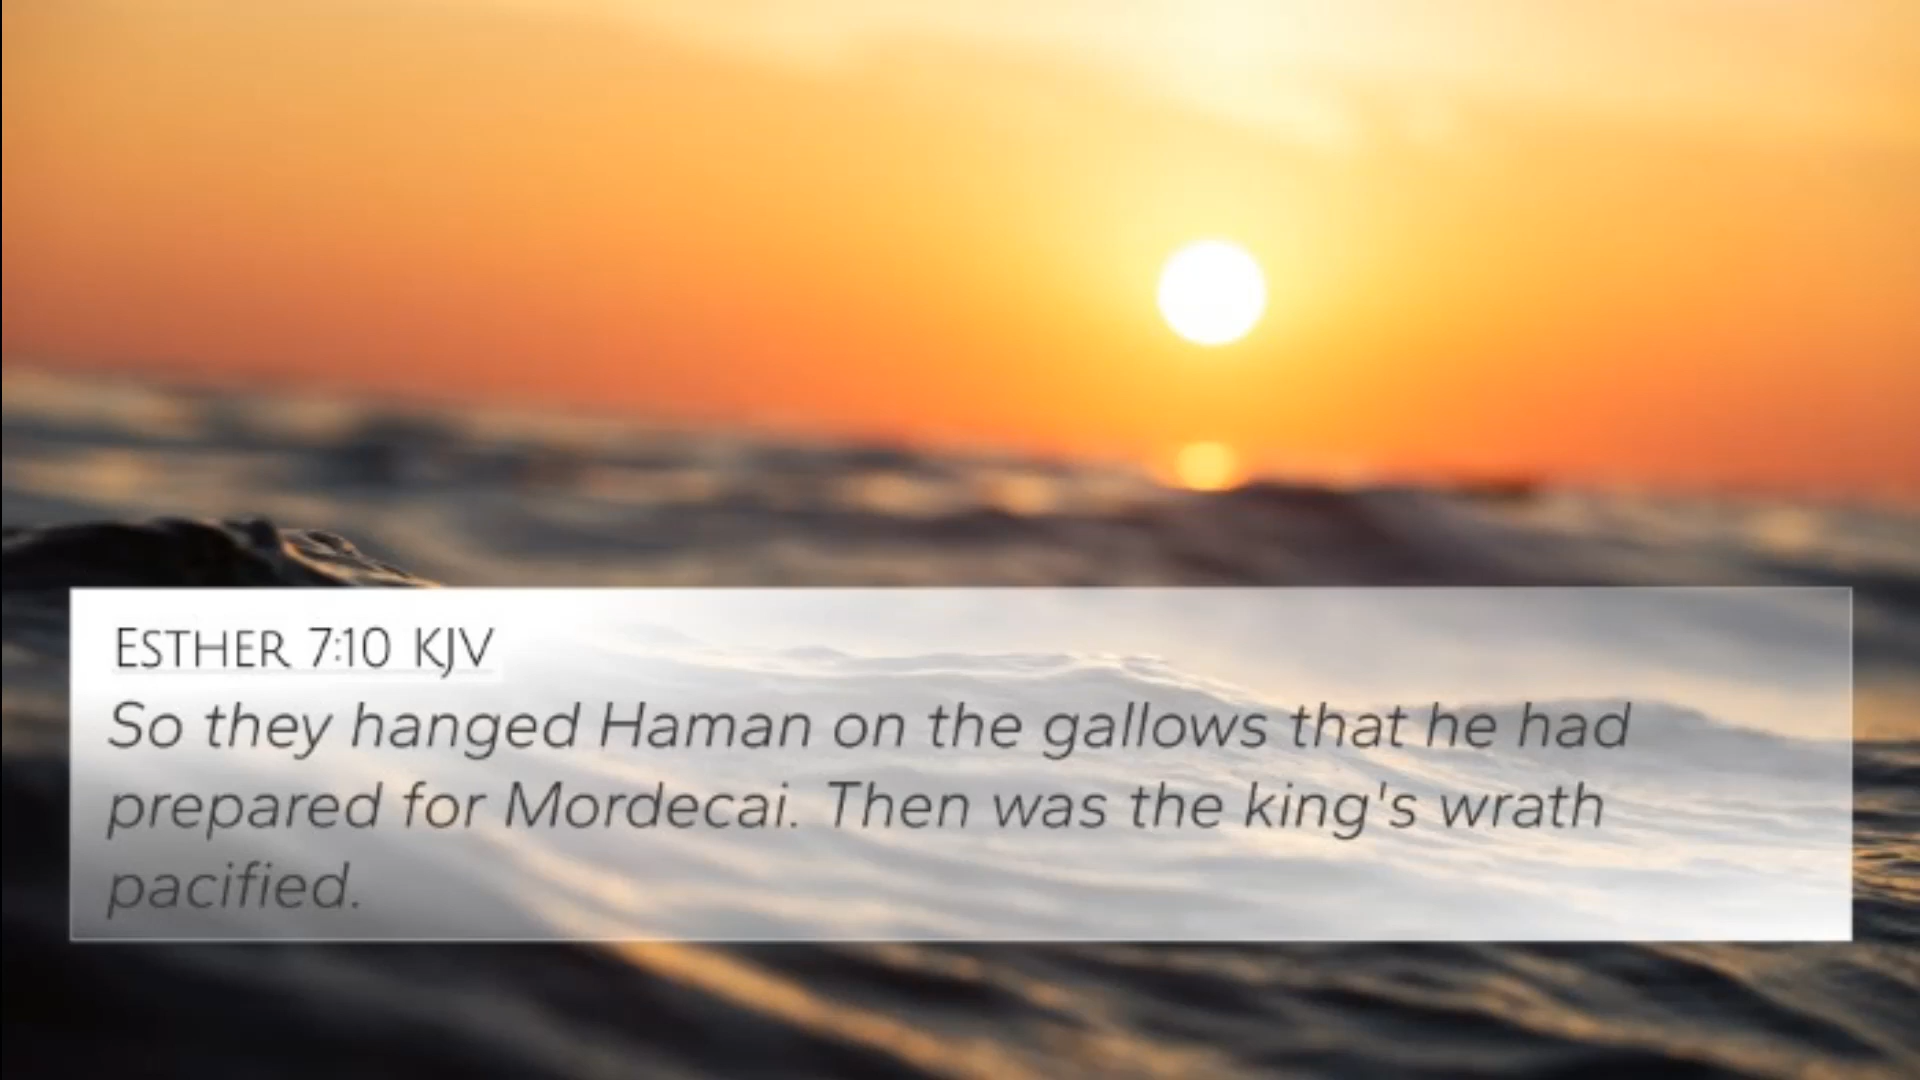 Esther 7:10 KJV
So they hanged Haman on the gallows that he had
prepared for Mordecai. Then was the king's wrath
pacified.